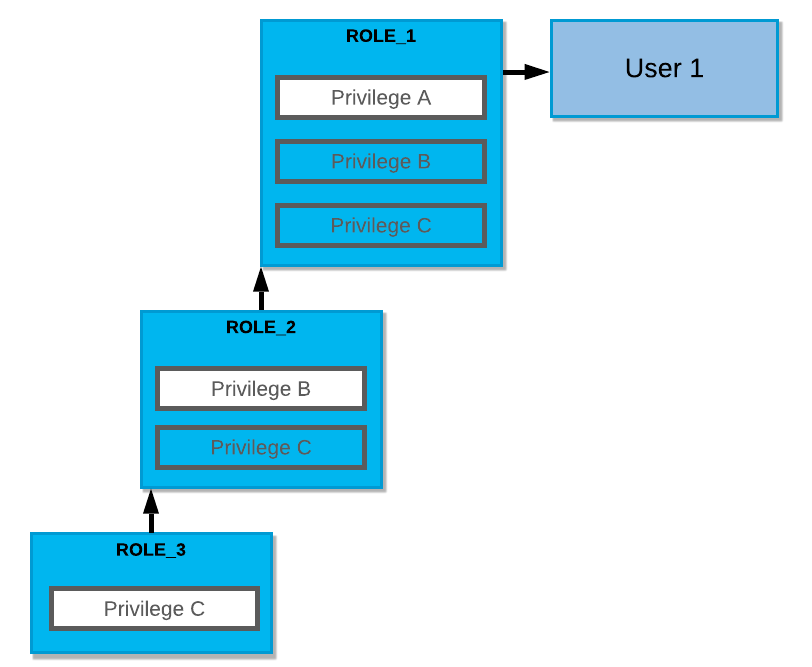 ROLE_1
User 1
Privilege A
Privilege B
Privilege C
ROLE_2
Privilege B
Privilege C
ROLE_3
Privilege C